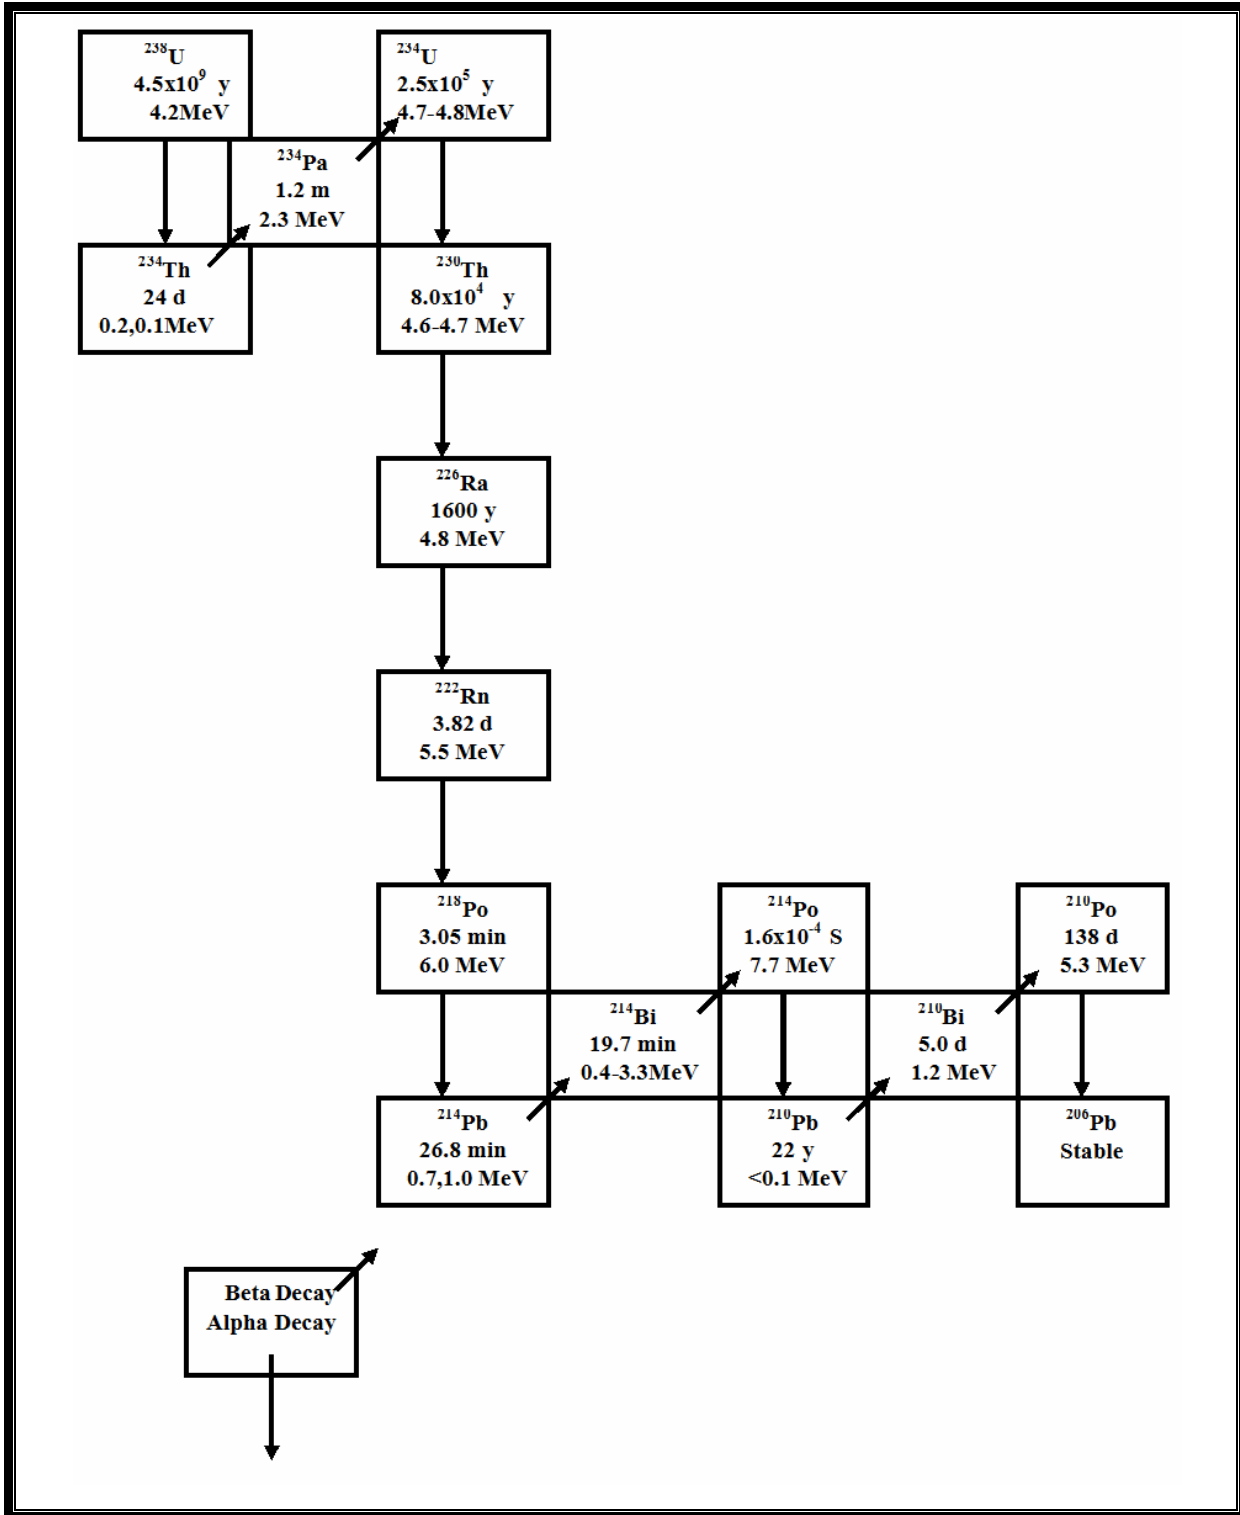 ²³⁸U
4.5x10⁹ y
4.2MeV
²³⁴U
2.5x10⁵ y
4.7-4.8MeV
²³⁴Pa
1.2 m
2.3 MeV
²³⁴Th
24 d
0.2,0.1MeV
²³⁰Th
8.0x10⁴ y
4.6-4.7 MeV
²²⁶Ra
1600 y
4.8 MeV
²²²Rn
3.82 d
5.5 MeV
²¹⁸Po
3.05 min
6.0 MeV
²¹⁴Po
1.6x10⁻⁴ S
7.7 MeV
²¹⁰Po
138 d
5.3 MeV
²¹⁴Bi
19.7 min
0.4-3.3MeV
²¹⁰Bi
5.0 d
1.2 MeV
²¹⁴Pb
26.8 min
0.7,1.0 MeV
²¹⁰Pb
22 y
<0.1 MeV
²⁰⁶Pb
Stable
Beta Decay
Alpha Decay